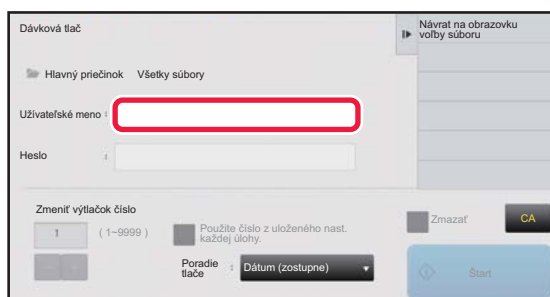 Dávková tlač
Návrat na obrazovku
voľby súboru
Hlavný priečinok Všetky súbory
Užívateľské meno :
Heslo :
Zmeniť výtlačok číslo
1 ( 1~9999 )
Použite číslo z uloženého nast.
každej úlohy.
Zmazať
CA
Poradie
tlače : Dátum (zostupne)
Štart